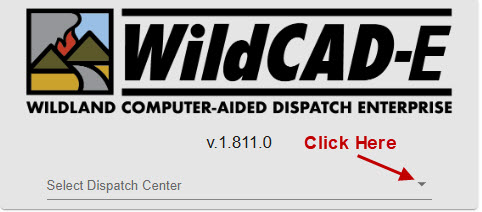 WildCAD-E
WILDLAND COMPUTER-AIDED DISPATCH ENTERPRISE
v.1.811.0 Click Here
Select Dispatch Center